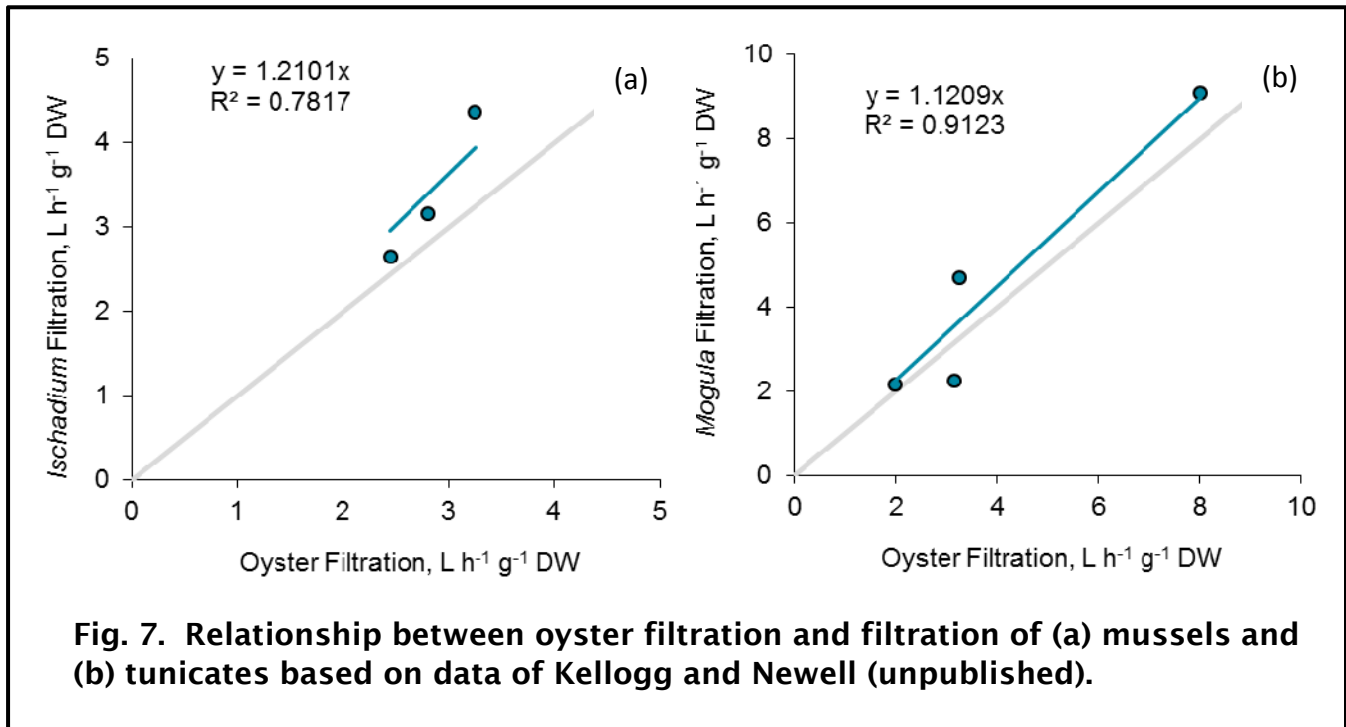 y = 1.2101x
R² = 0.7817
(a)
5
4
3
2
1
0
0 1 2 3 4 5
Ischadium Filtration, L h⁻¹ g⁻¹ DW
Oyster Filtration, L h⁻¹ g⁻¹ DW
y = 1.1209x
R² = 0.9123
(b)
10
8
6
4
2
0
0 2 4 6 8 10
Mogula Filtration, L h⁻¹ g⁻¹ DW
Oyster Filtration, L h⁻¹ g⁻¹ DW
Fig. 7. Relationship between oyster filtration and filtration of (a) mussels and
(b) tunicates based on data of Kellogg and Newell (unpublished).